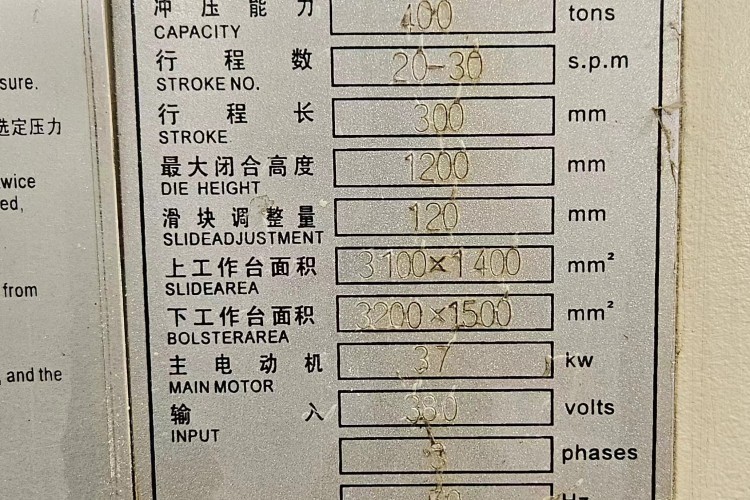 冲压能力 400 tons
CAPACITY
行程数 20-30 s.p.m
STROKE NO.
行程长 300 mm
STROKE
最大闭合高度 1200 mm
DIE HEIGHT
滑块调整量 120 mm
SLIDEADJUSTMENT
上工作台面积 3100×1400 mm²
SLIDEAREA
下工作台面积 3200×1500 mm²
BOLSTERAREA
主电动机 37 kw
MAIN MOTOR
输入 380 volts
INPUT
3 phases
Hz
sure.
选定压力
wice
ed,
from
, and the